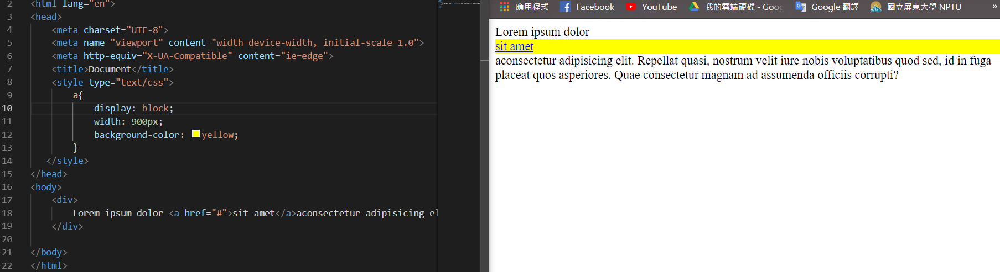 2 <html lang="en">
3 <head>
4 <meta charset="UTF-8">
5 <meta name="viewport" content="width=device-width, initial-scale=1.0">
6 <meta http-equiv="X-UA-Compatible" content="ie=edge">
7 <title>Document</title>
8 <style type="text/css">
9 a{
10 display: block;
11 width: 900px;
12 background-color: yellow;
13 }
14 </style>
15 </head>
16 <body>
17 <div>
18 Lorem ipsum dolor <a href="#">sit amet</a>aconsectetur adipisicing el
19 </div>
20
21 </body>
22 </html>
應用程式 Facebook YouTube 我的雲端硬碟 - Goog Google 翻譯 國立屏東大學 NPTU »
Lorem ipsum dolor
sit amet
aconsectetur adipisicing elit. Repellat quasi, nostrum velit iure nobis voluptatibus quod sed, id in fuga
placeat quos asperiores. Quae consectetur magnam ad assumenda officiis corrupti?